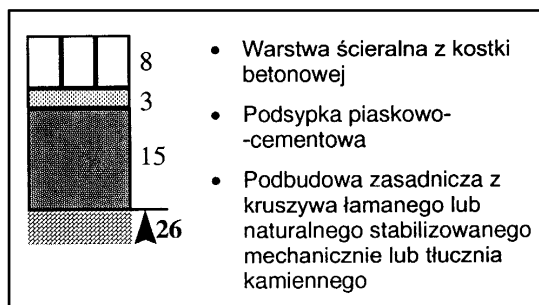 8
3
15
26
• Warstwa ścieralna z kostki
betonowej
• Podsypka piaskowo-
-cementowa
• Podbudowa zasadnicza z
kruszywa łamanego lub
naturalnego stabilizowanego
mechanicznie lub tłucznia
kamiennego